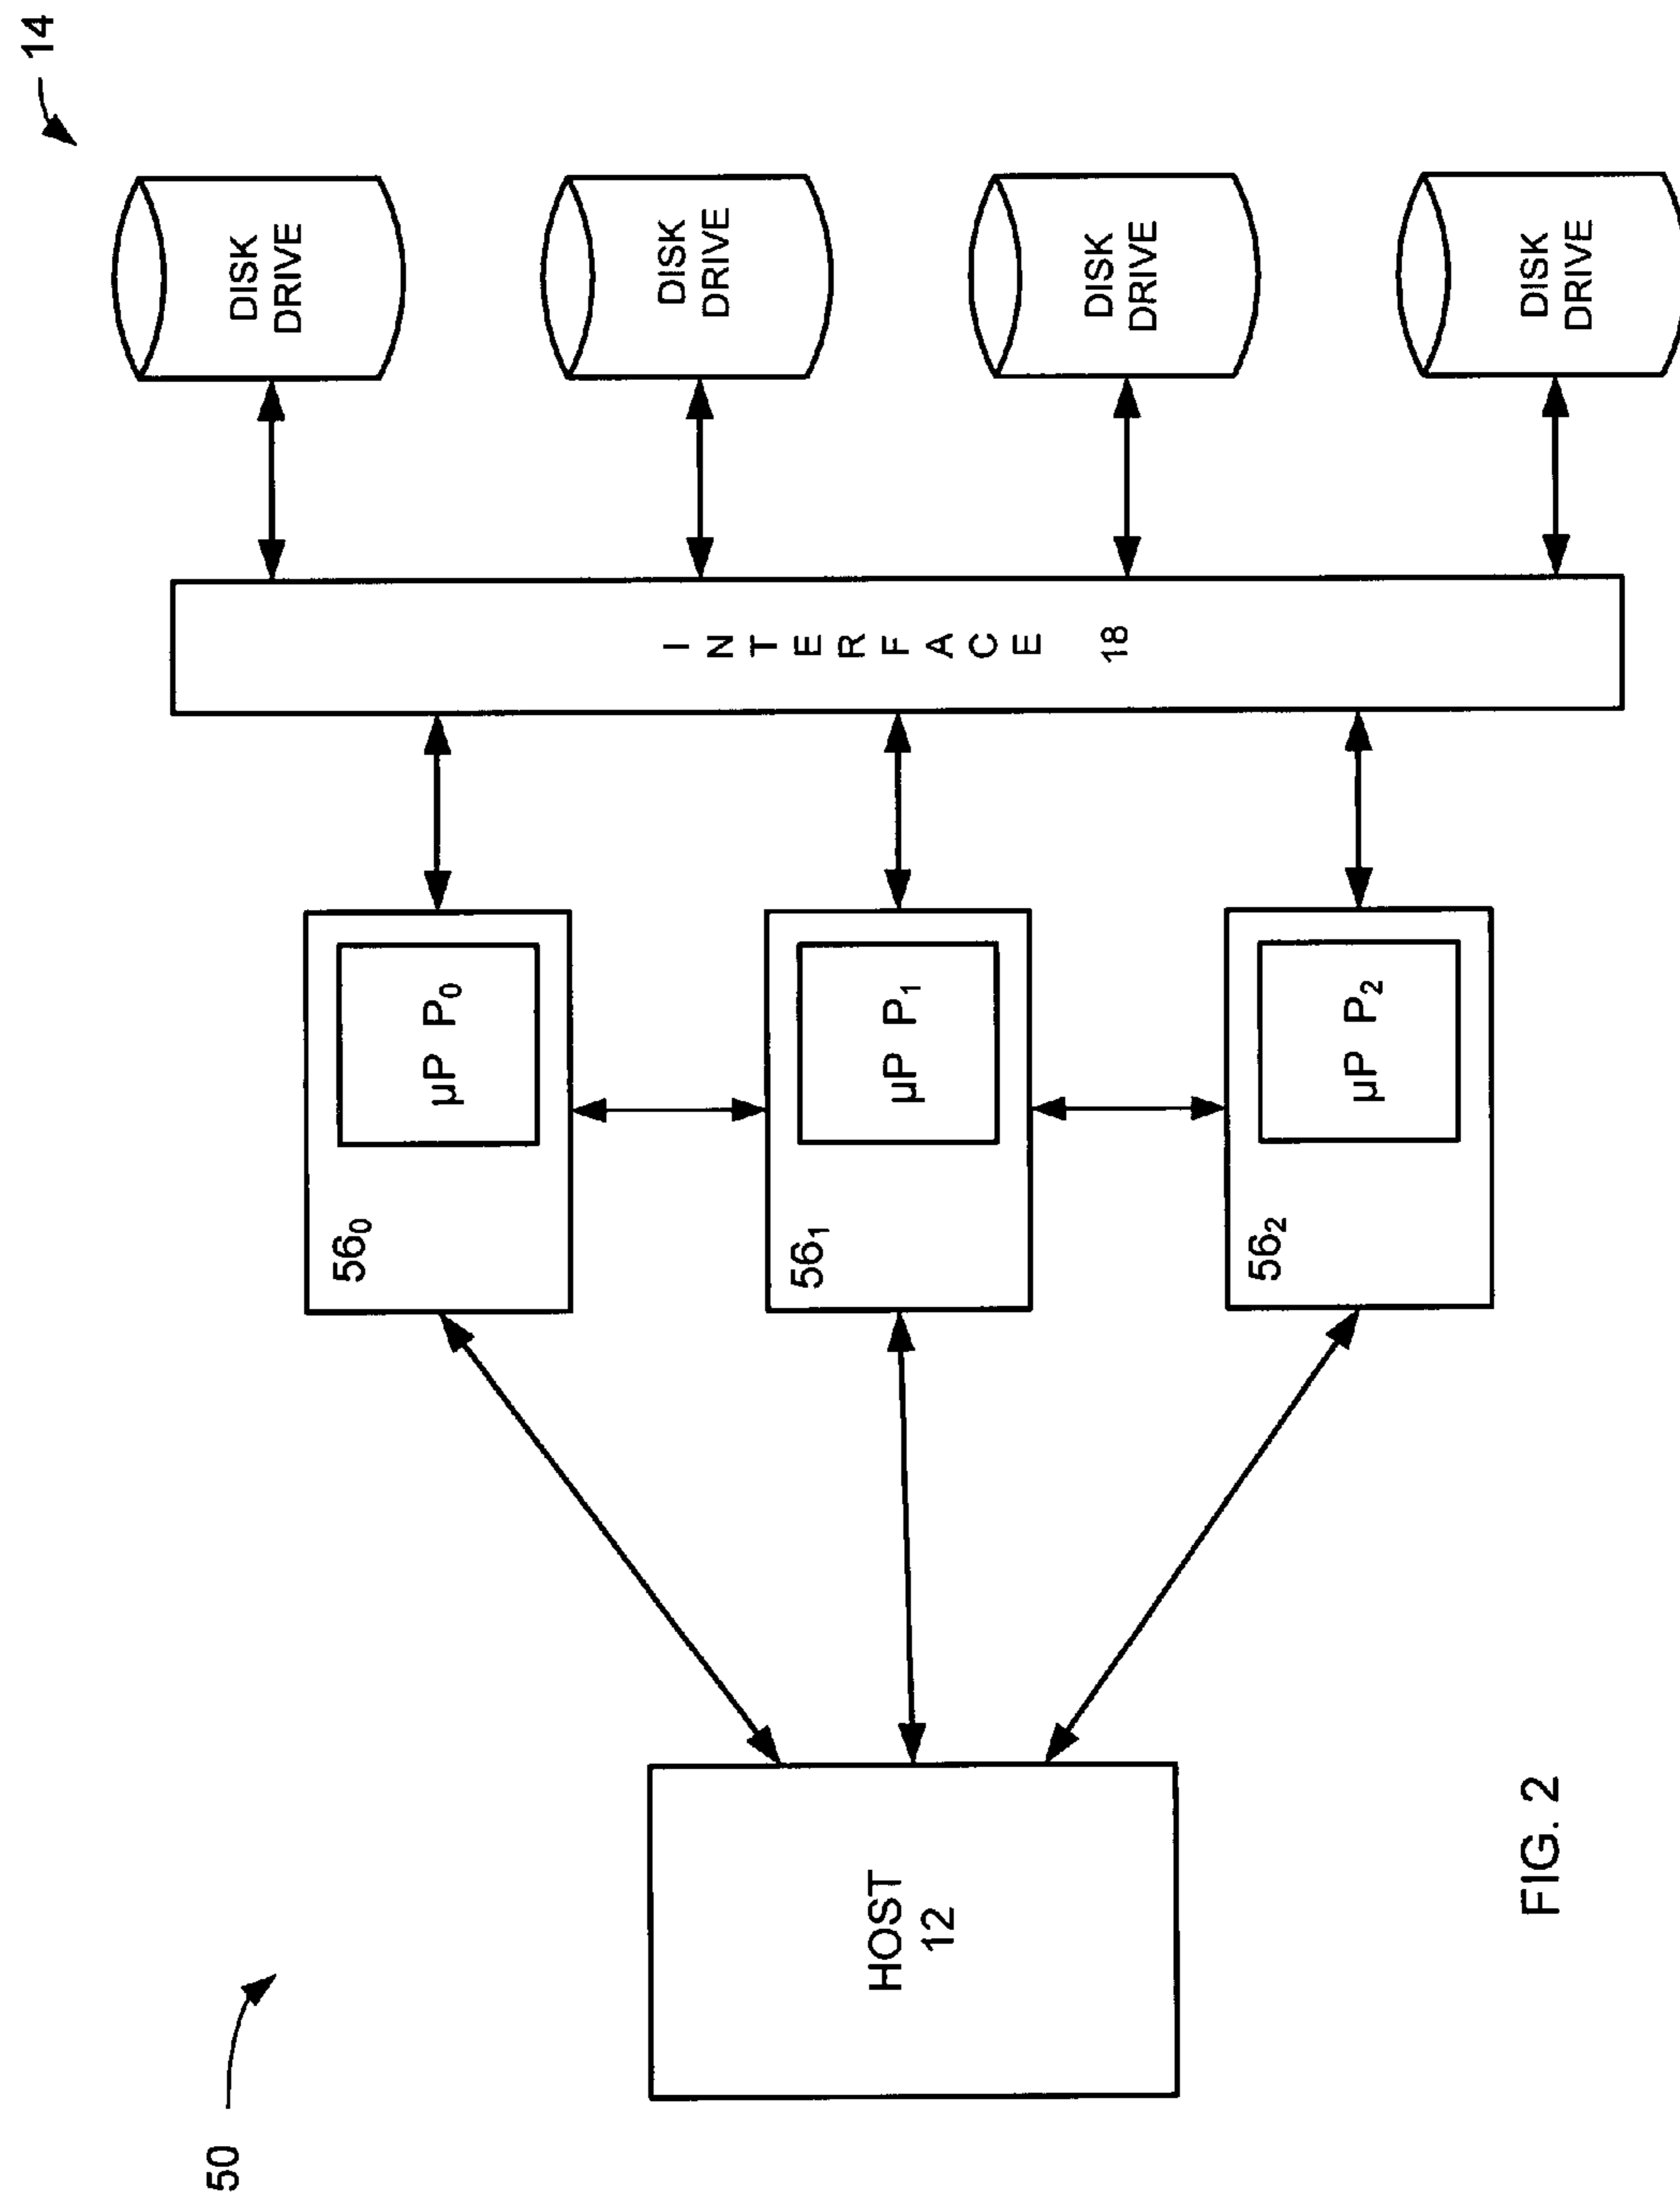 50
14
HOST
12
56₀
µP P₀
56₁
µP P₁
56₂
µP P₂
INTERFACE 18
DISK
DRIVE
DISK
DRIVE
DISK
DRIVE
DISK
DRIVE
FIG. 2